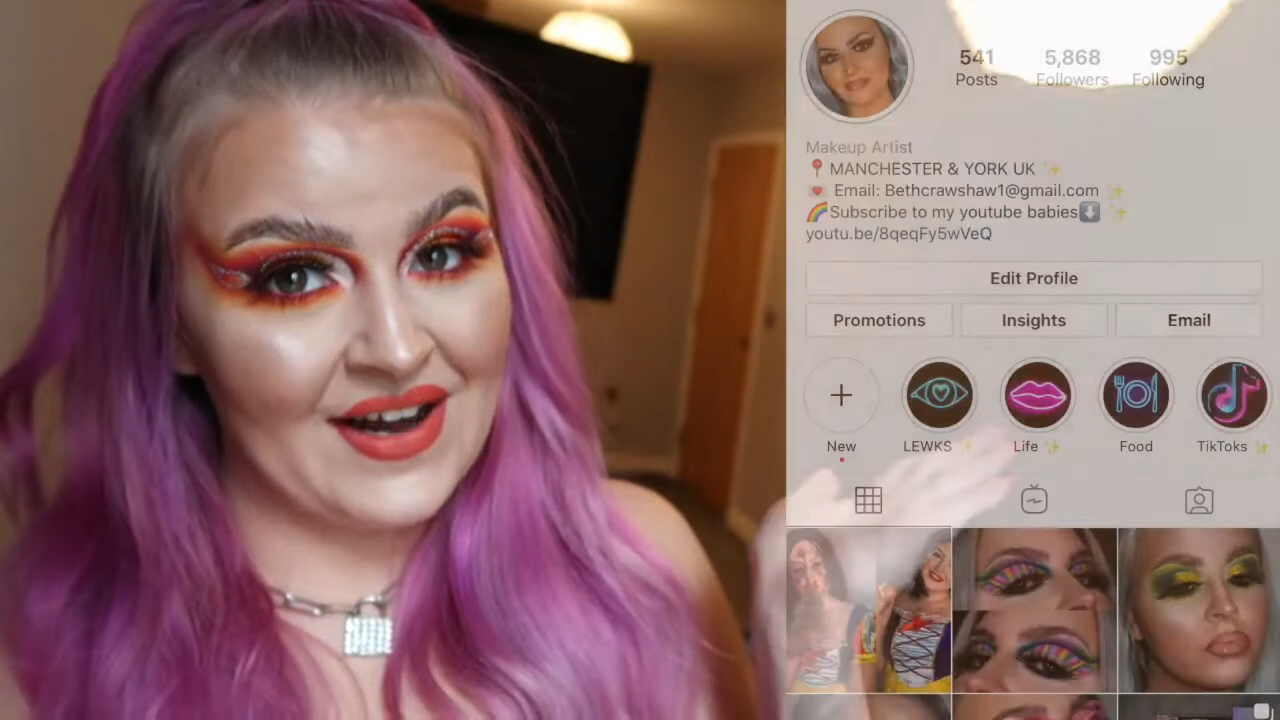 541 5,868 995
Posts Followers Following
Makeup Artist
📍 MANCHESTER & YORK UK ✨
💌 Email: Bethcrawshaw1@gmail.com ✨
🌈Subscribe to my youtube babies⬇️ ✨
youtu.be/8qeqFy5wVeQ
Edit Profile
Promotions Insights Email
New LEWKS ✨ Life ✨ Food TikToks ✨